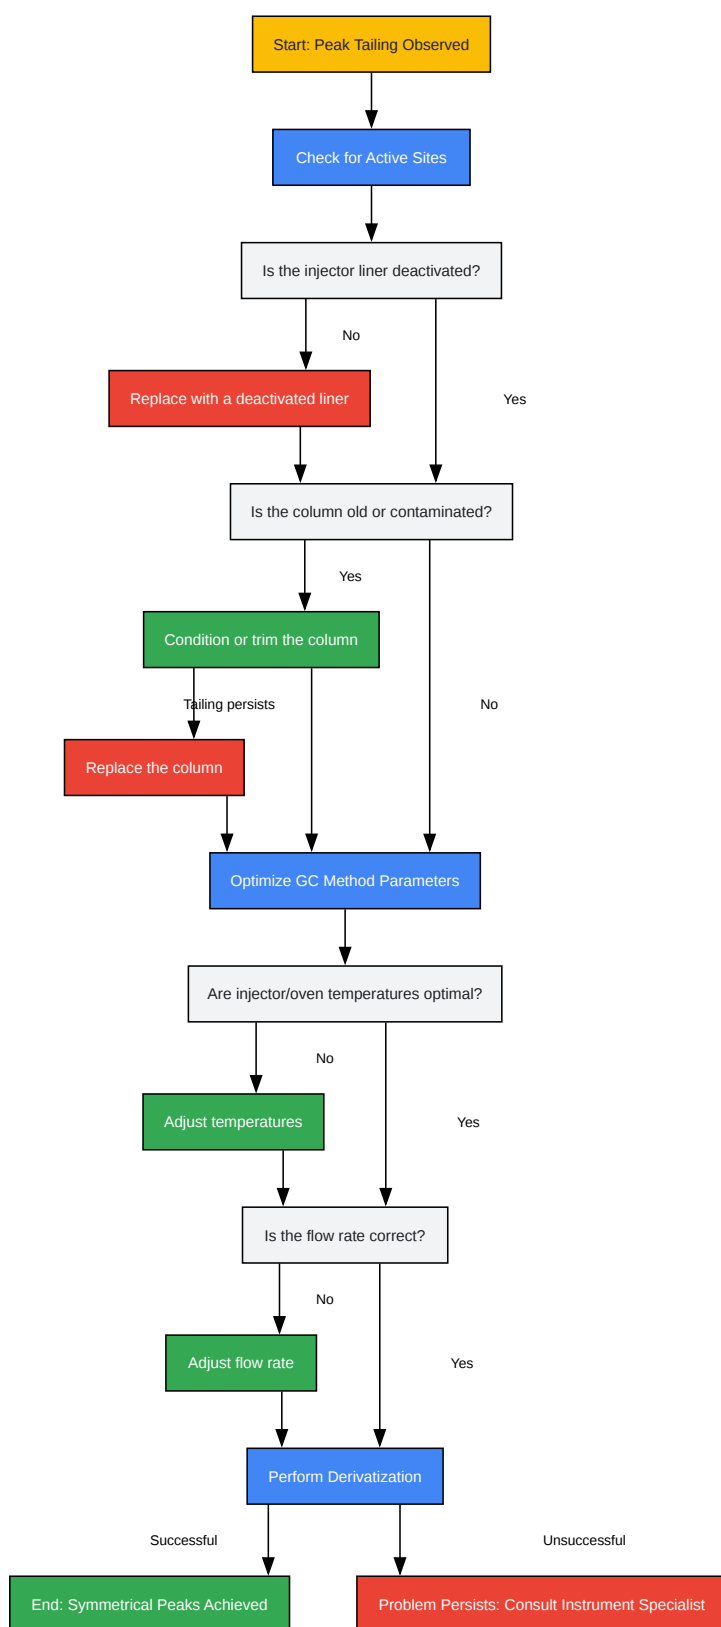 Start: Peak Tailing Observed
Check for Active Sites
Is the injector liner deactivated?
No
Replace with a deactivated liner
Yes
Is the column old or contaminated?
Yes
Condition or trim the column
Tailing persists
No
Replace the column
Optimize GC Method Parameters
Are injector/oven temperatures optimal?
No
Adjust temperatures
Yes
Is the flow rate correct?
No
Adjust flow rate
Yes
Perform Derivatization
Successful
Unsuccessful
End: Symmetrical Peaks Achieved
Problem Persists: Consult Instrument Specialist